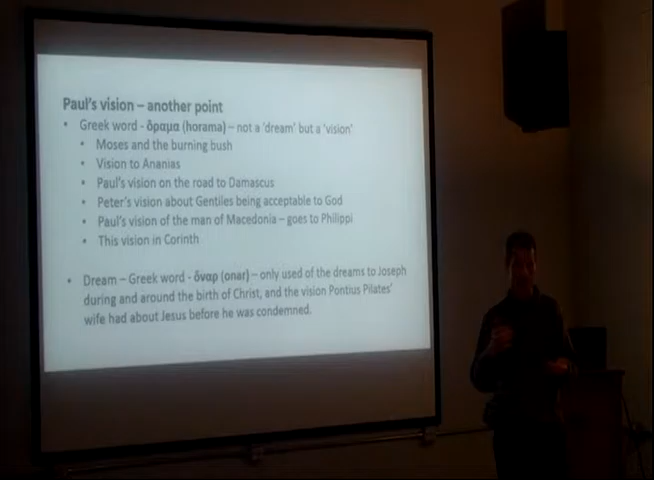 Paul's vision – another point
• Greek word - ὅραμα (horama) – not a 'dream' but a 'vision'
• Moses and the burning bush
• Vision to Ananias
• Paul's vision on the road to Damascus
• Peter's vision about Gentiles being acceptable to God
• Paul's vision of the man of Macedonia – goes to Philippi
• This vision in Corinth
• Dream – Greek word - ὄναρ (onar) – only used of the dreams to Joseph
during and around the birth of Christ, and the vision Pontius Pilates'
wife had about Jesus before he was condemned.